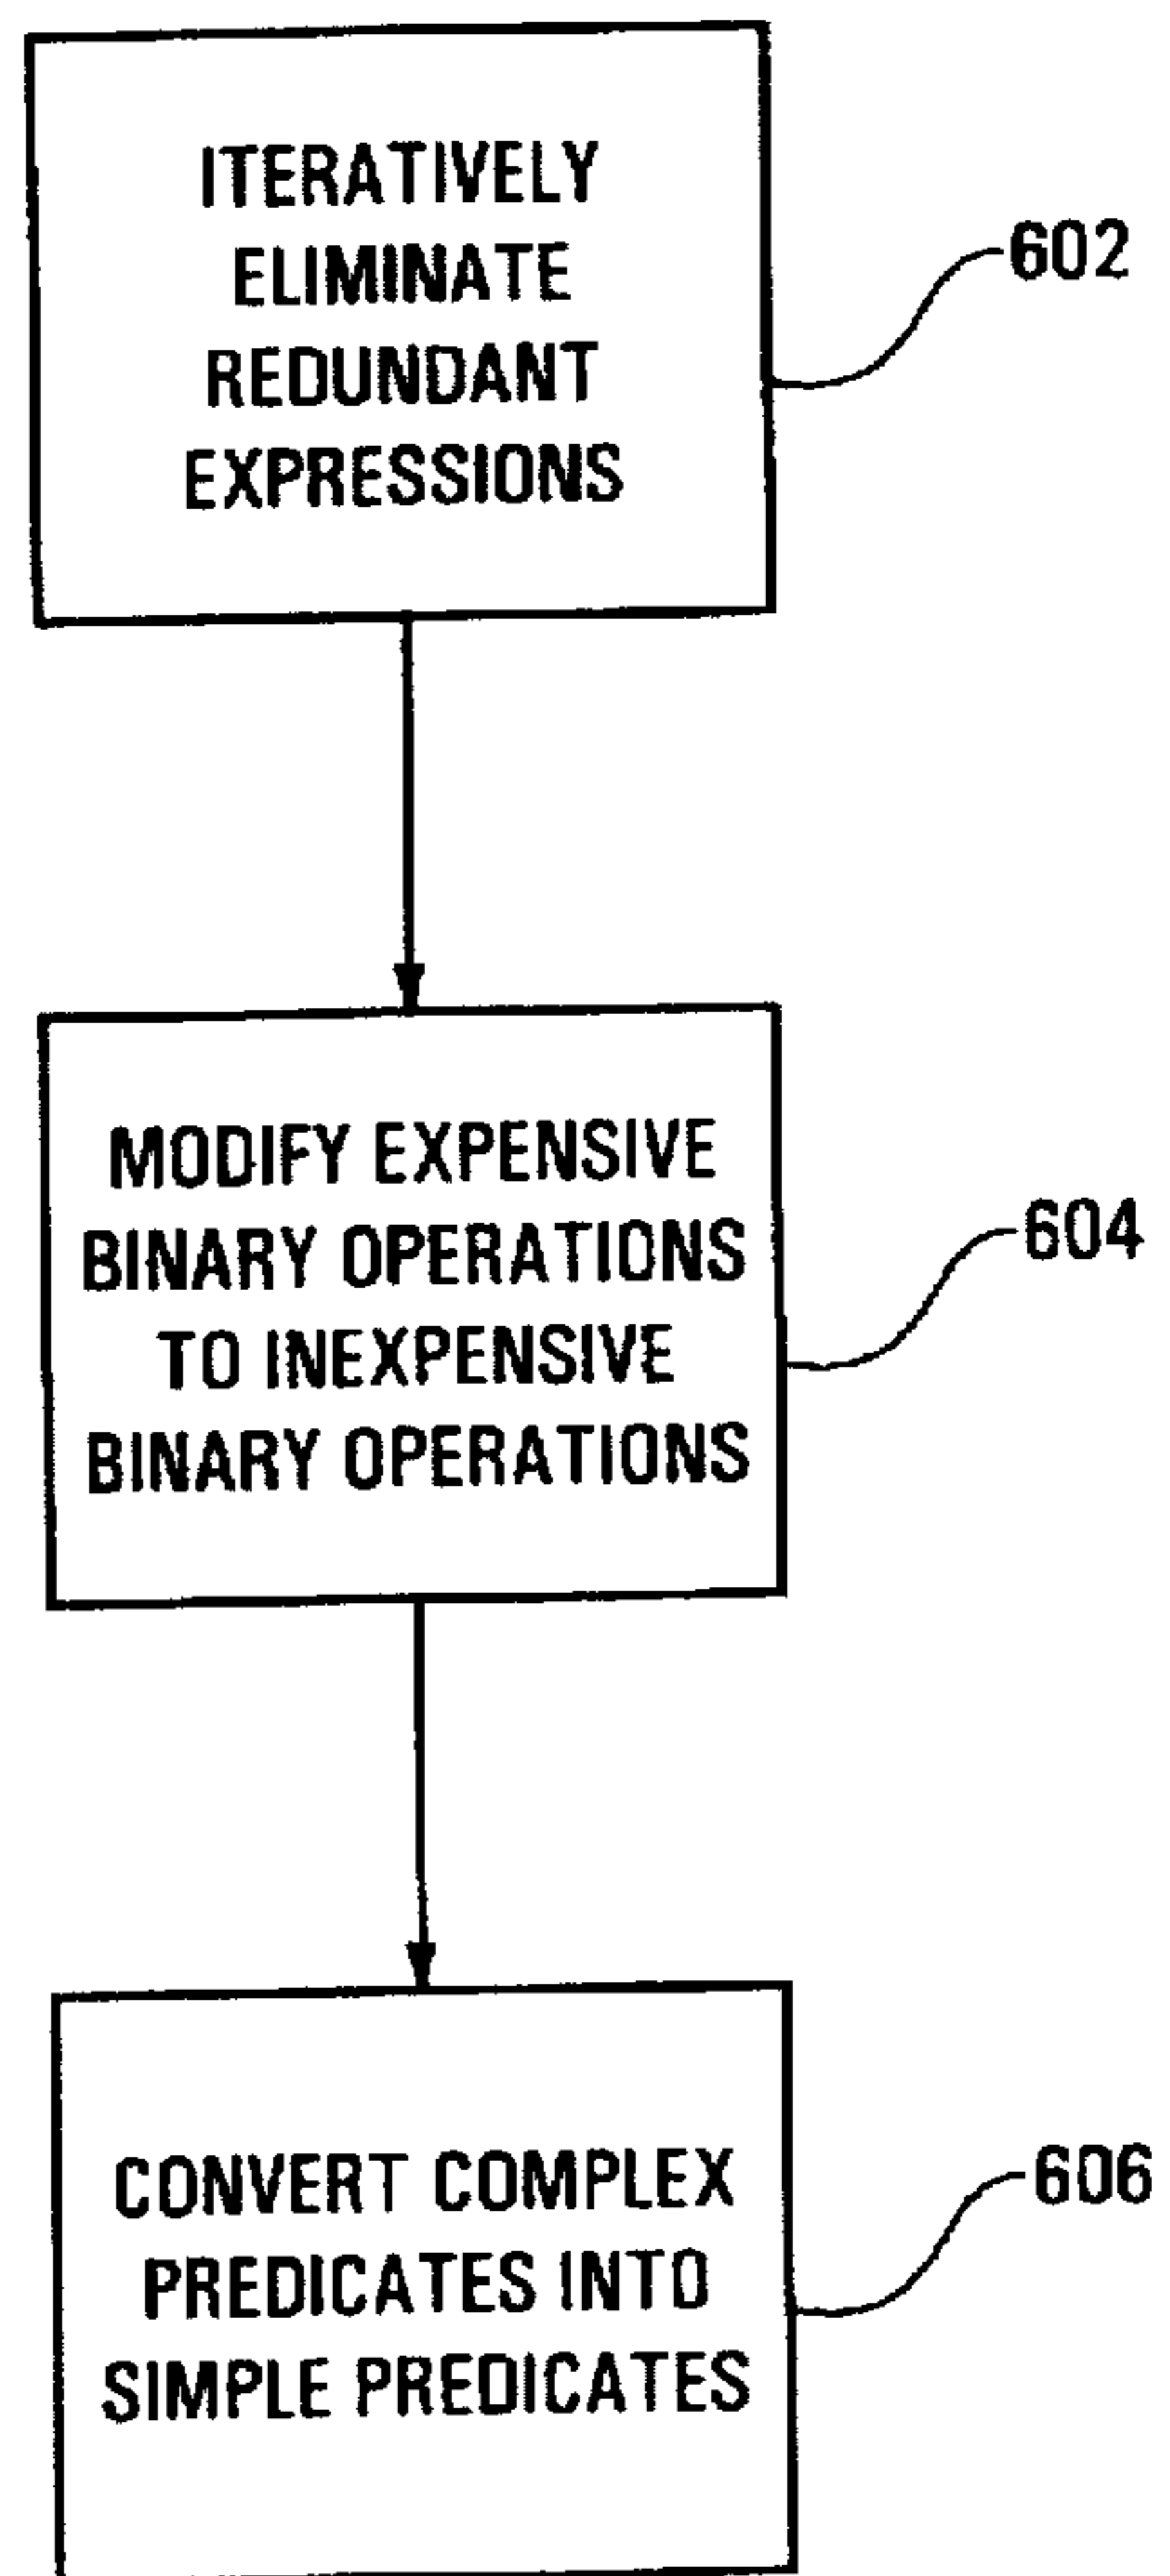 ITERATIVELY
ELIMINATE
REDUNDANT
EXPRESSIONS
602
MODIFY EXPENSIVE
BINARY OPERATIONS
TO INEXPENSIVE
BINARY OPERATIONS
604
CONVERT COMPLEX
PREDICATES INTO
SIMPLE PREDICATES
606